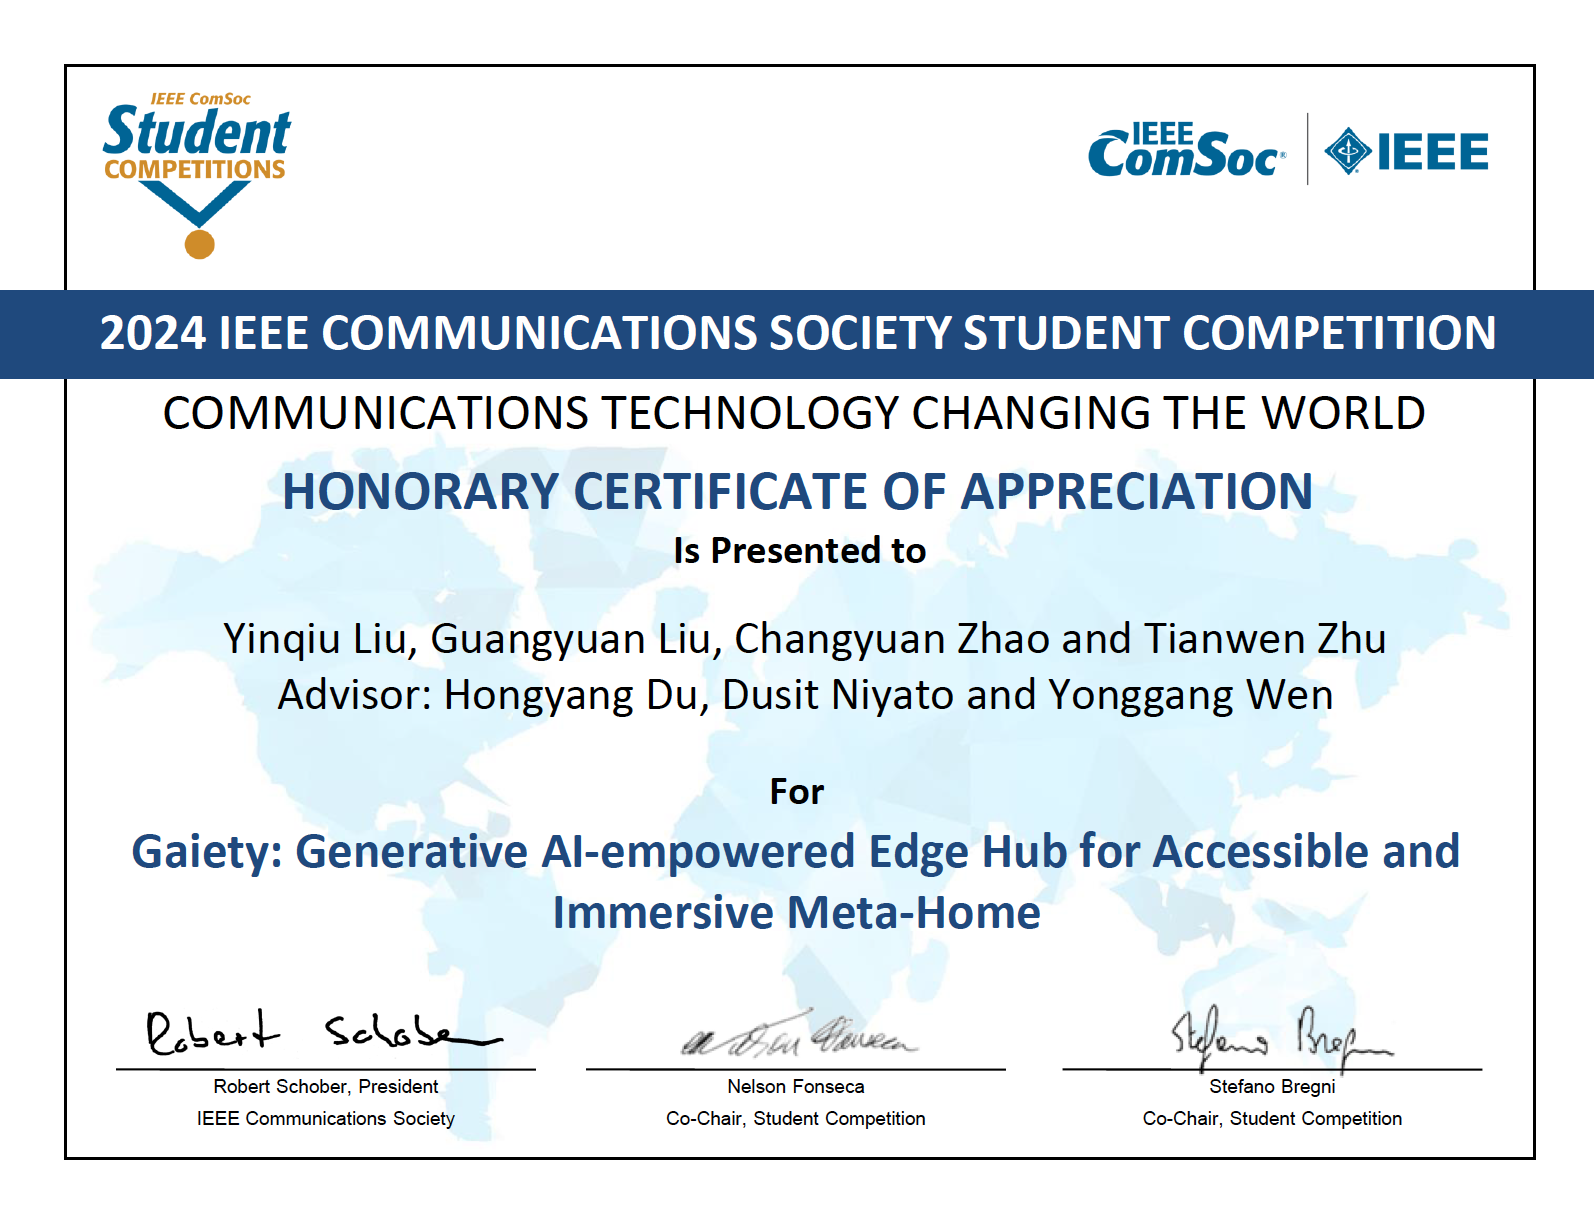 IEEE ComSoc
Student
COMPETITIONS
IEEE
ComSoc®
IEEE
2024 IEEE COMMUNICATIONS SOCIETY STUDENT COMPETITION
COMMUNICATIONS TECHNOLOGY CHANGING THE WORLD
HONORARY CERTIFICATE OF APPRECIATION
Is Presented to
Yinqiu Liu, Guangyuan Liu, Changyuan Zhao and Tianwen Zhu
Advisor: Hongyang Du, Dusit Niyato and Yonggang Wen
For
Gaiety: Generative AI-empowered Edge Hub for Accessible and
Immersive Meta-Home
Robert Schober
Stefano Bregni
Robert Schober, President
IEEE Communications Society
Nelson Fonseca
Co-Chair, Student Competition
Stefano Bregni
Co-Chair, Student Competition